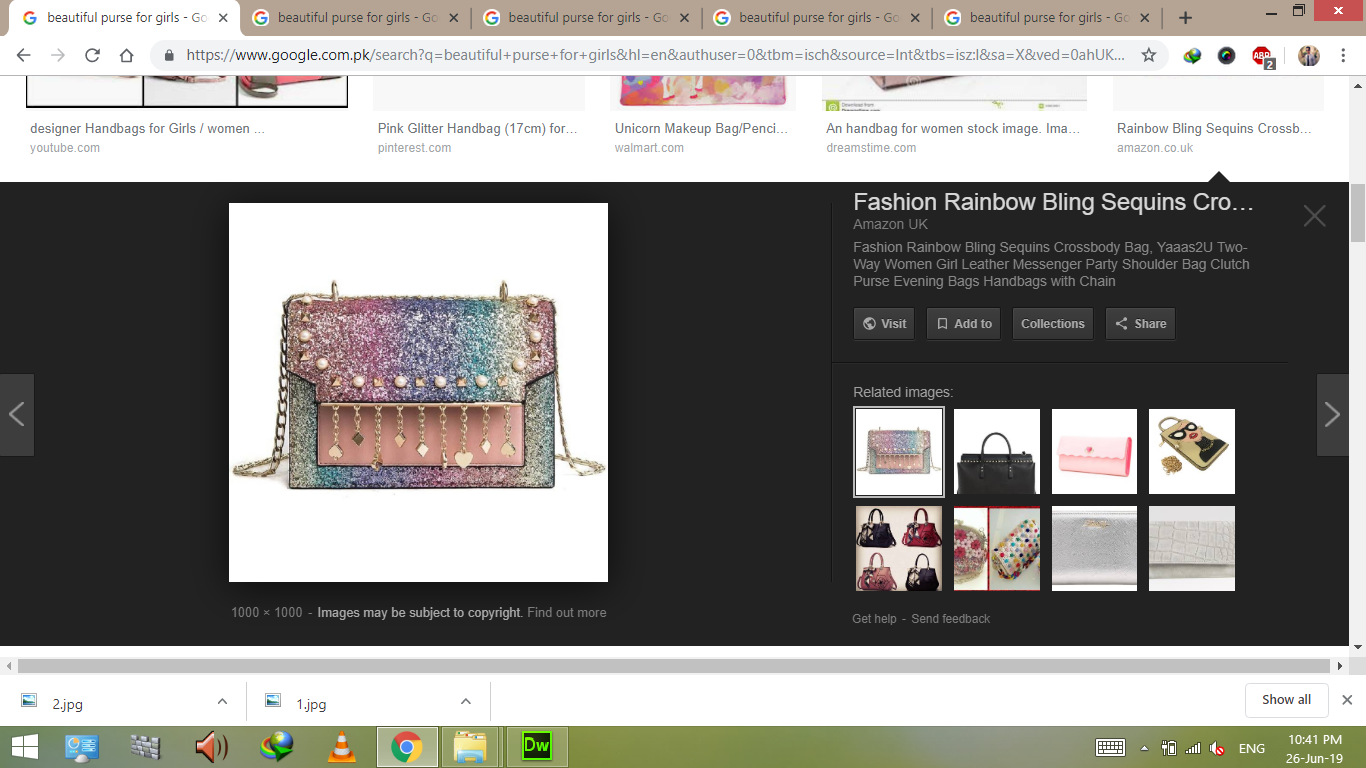 beautiful purse for girls - Go
beautiful purse for girls - Go
beautiful purse for girls - Go
beautiful purse for girls - Go
beautiful purse for girls - Go
https://www.google.com.pk/search?q=beautiful+purse+for+girls&hl=en&authuser=0&tbm=isch&source=lnt&tbs=isz:l&sa=X&ved=0ahUK...
ABP
2
Download from
designer Handbags for Girls / women ...
youtube.com
Pink Glitter Handbag (17cm) for...
pinterest.com
Unicorn Makeup Bag/Penci...
walmart.com
An handbag for women stock image. Ima...
dreamstime.com
Rainbow Bling Sequins Crossb...
amazon.co.uk
Fashion Rainbow Bling Sequins Cro...
Amazon UK
Fashion Rainbow Bling Sequins Crossbody Bag, Yaaas2U Two-
Way Women Girl Leather Messenger Party Shoulder Bag Clutch
Purse Evening Bags Handbags with Chain
Visit
Add to
Collections
Share
Related images:
1000 × 1000 - Images may be subject to copyright. Find out more
Get help - Send feedback
2.jpg
1.jpg
Show all
Dw
ENG
10:41 PM
26-Jun-19